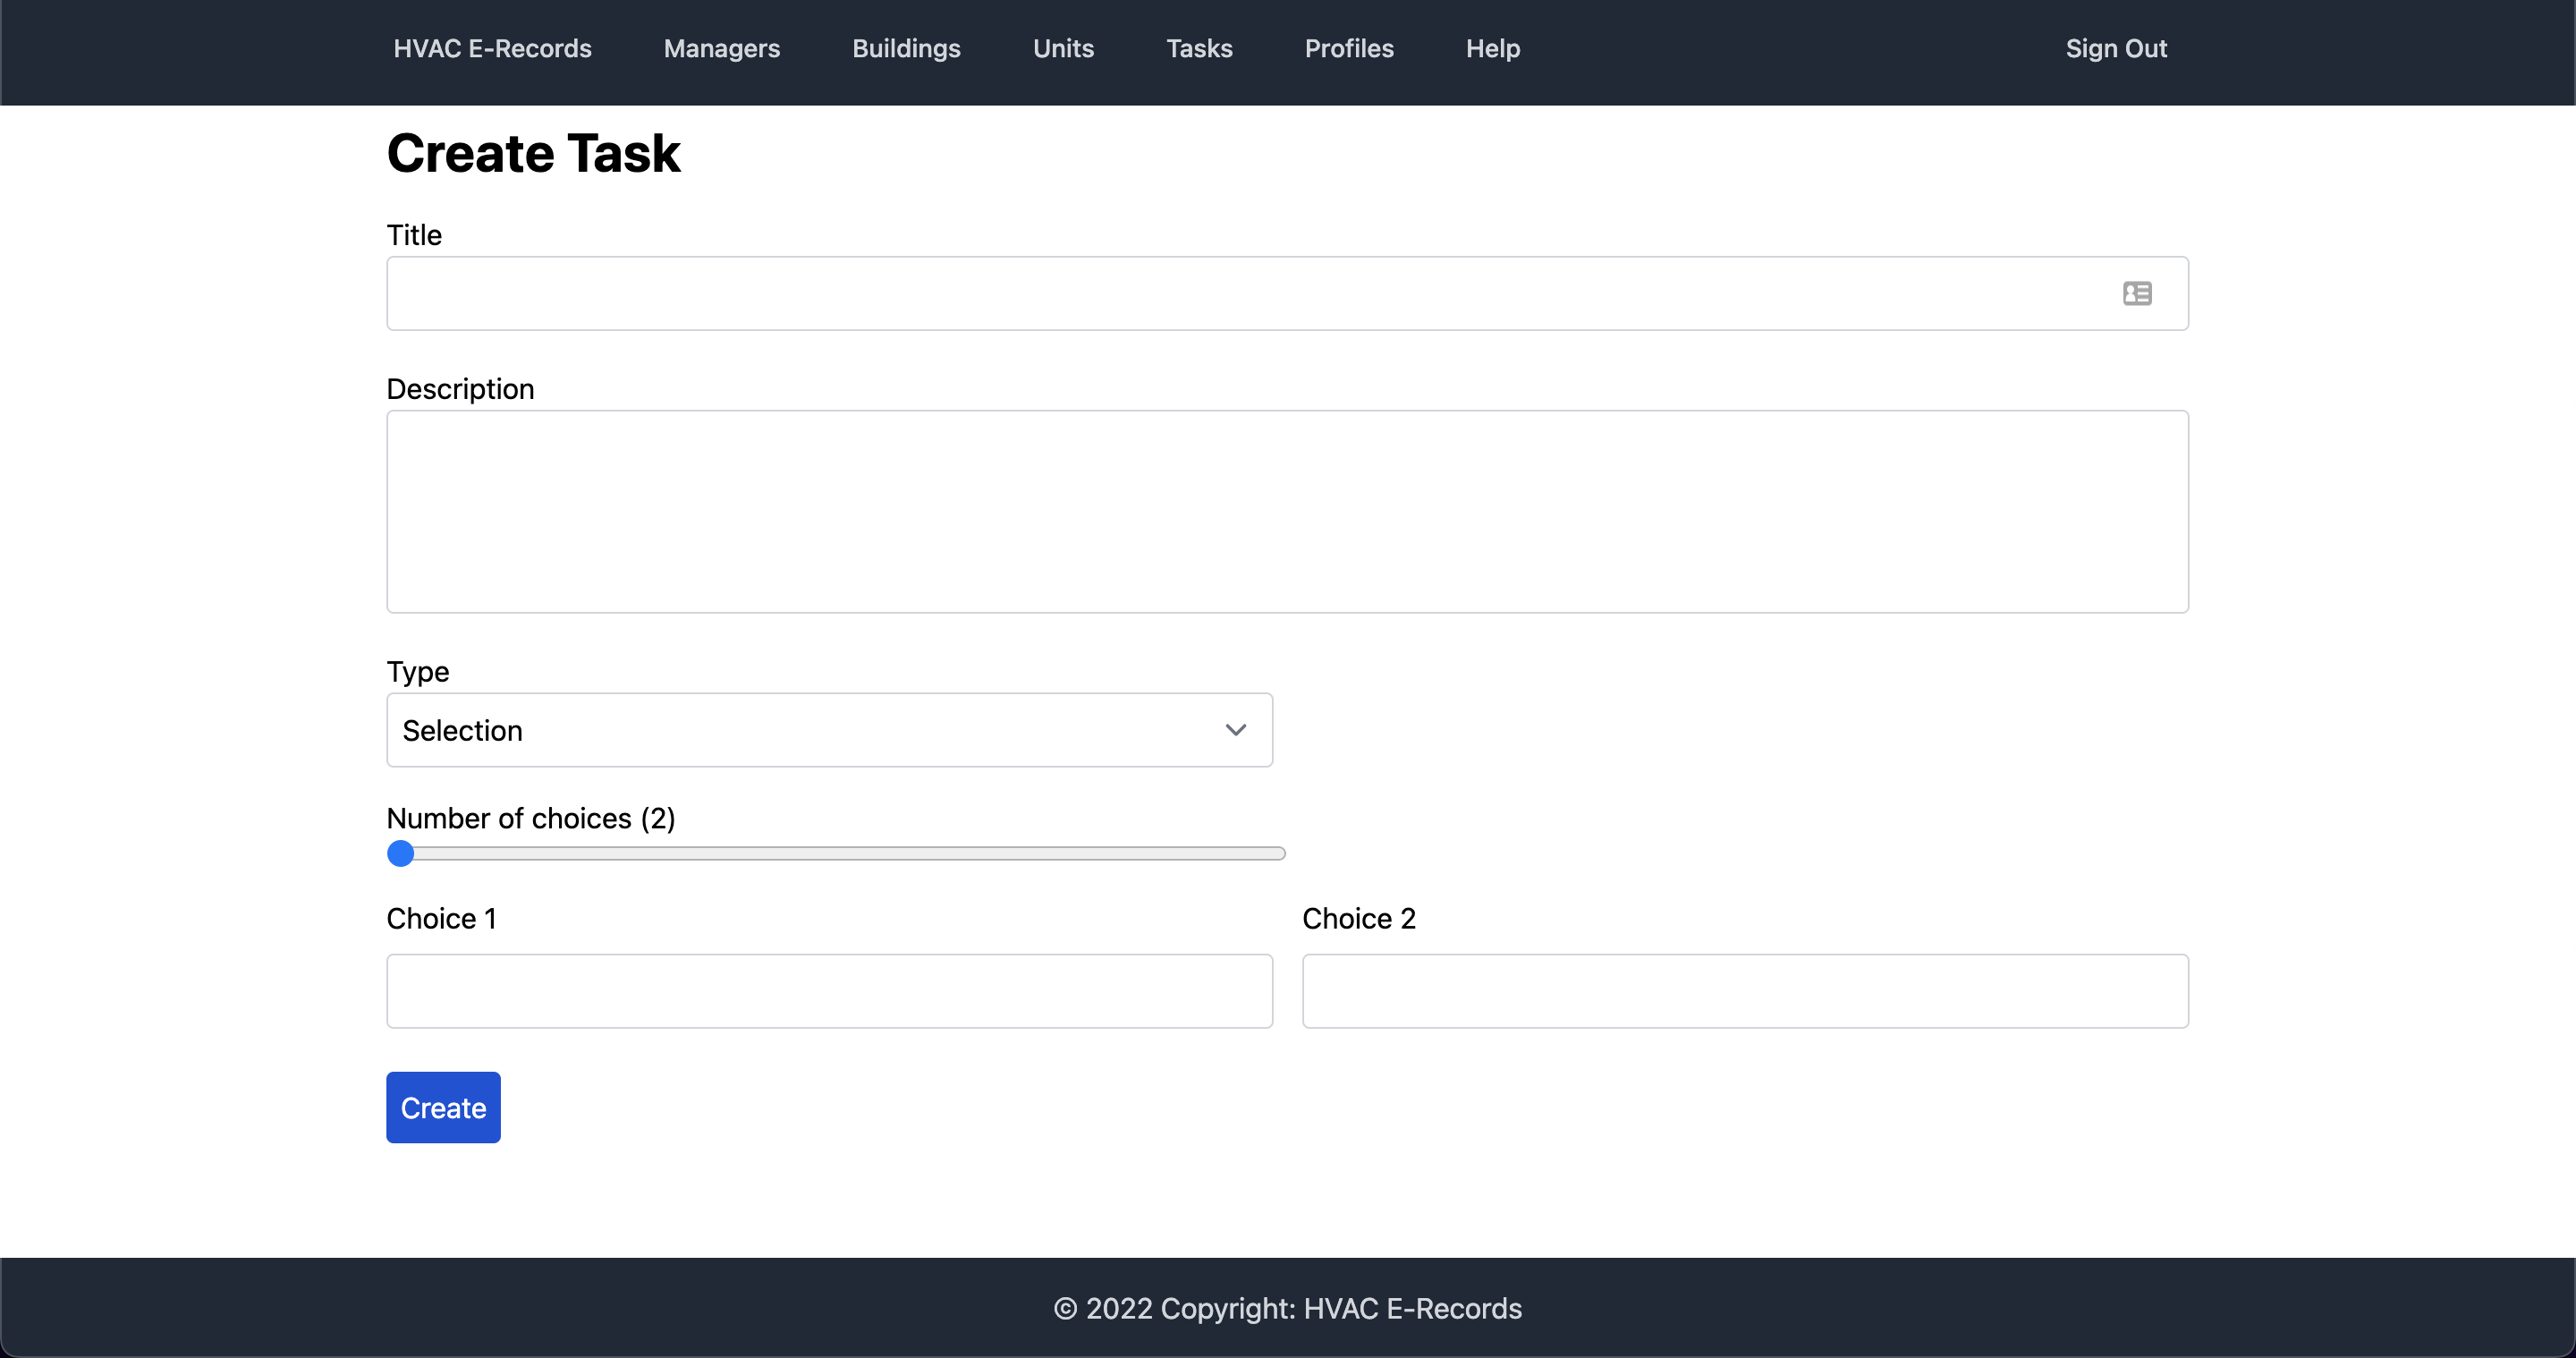 HVAC E-Records Managers Buildings Units Tasks Profiles Help Sign Out
Create Task
Title
Description
Type
Selection
Number of choices (2)
Choice 1 Choice 2
Create
© 2022 Copyright: HVAC E-Records